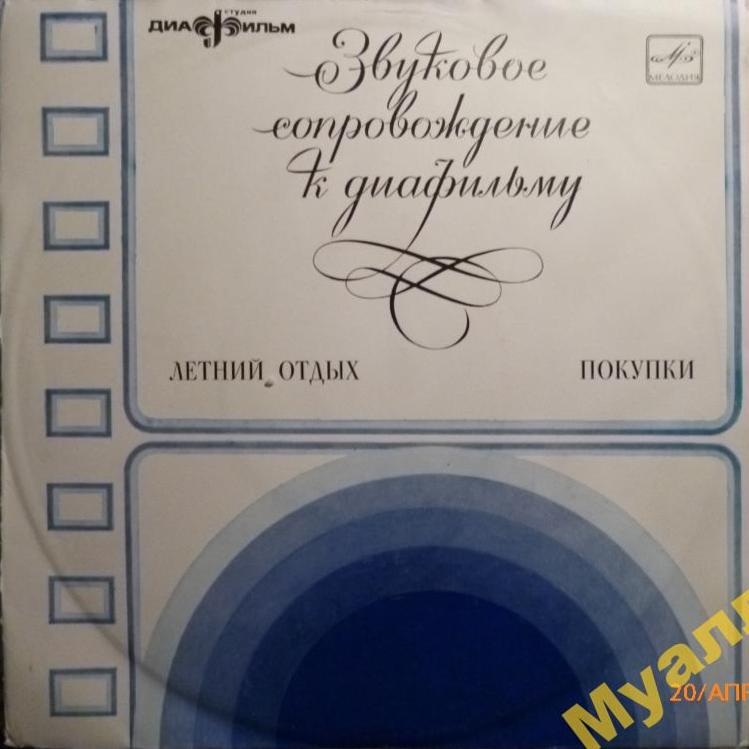 студия
ДИАФИЛЬМ
Звуковое
сопровождение
к диафильму
МЕЛОДИЯ
ЛЕТНИЙ ОТДЫХ
ПОКУПКИ
20/АПР